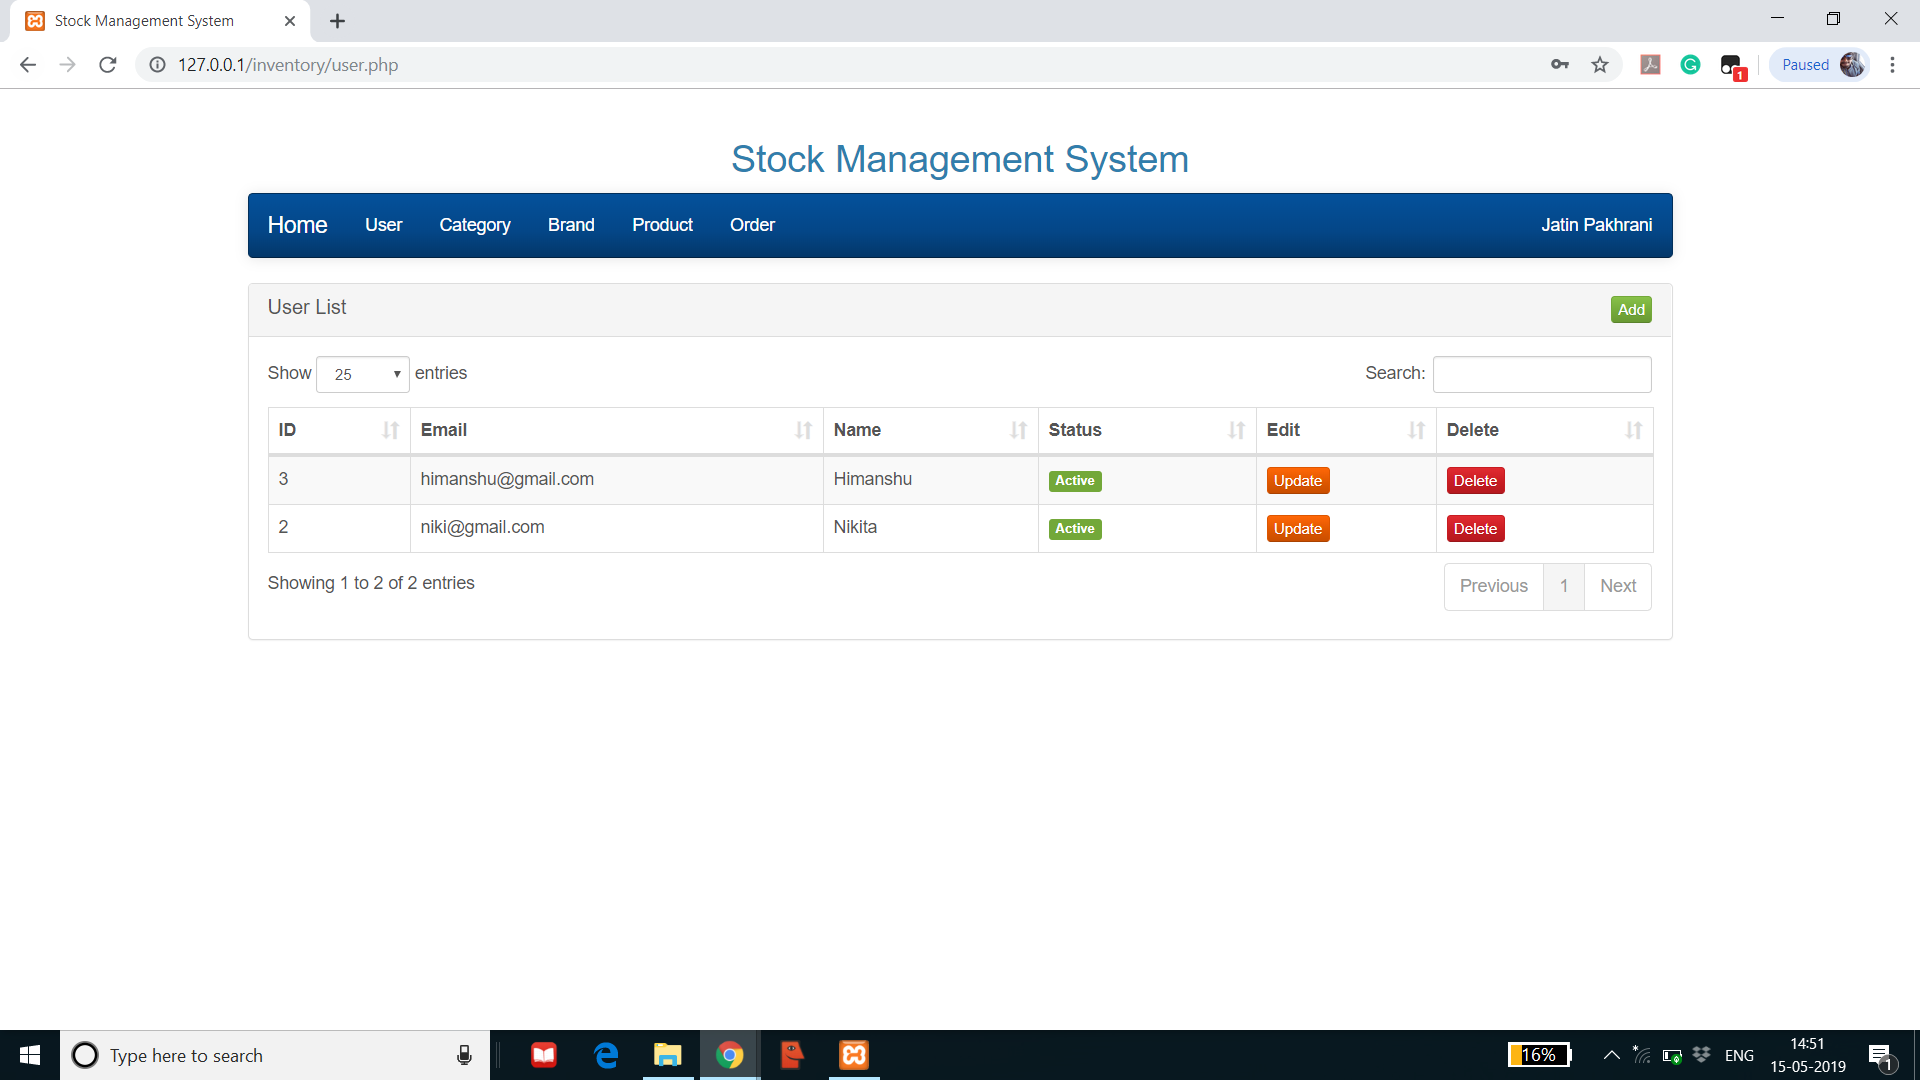 Stock Management System
127.0.0.1/inventory/user.php
Paused
1
Stock Management System
Home User Category Brand Product Order Jatin Pakhrani
User List Add
Show 25 entries Search:
ID Email Name Status Edit Delete
3 himanshu@gmail.com Himanshu Active Update Delete
2 niki@gmail.com Nikita Active Update Delete
Showing 1 to 2 of 2 entries Previous 1 Next
Type here to search
16%
ENG
14:51
15-05-2019
1